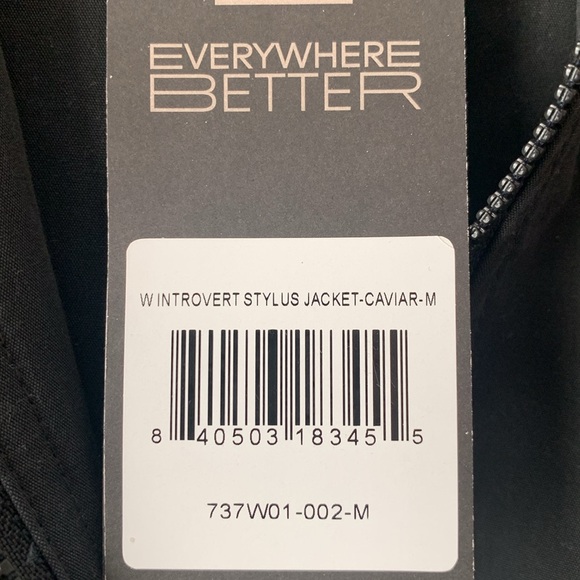 EVERYWHERE
BETTER
W INTROVERT STYLUS JACKET-CAVIAR-M
8 40503 18345 5
737W01-002-M